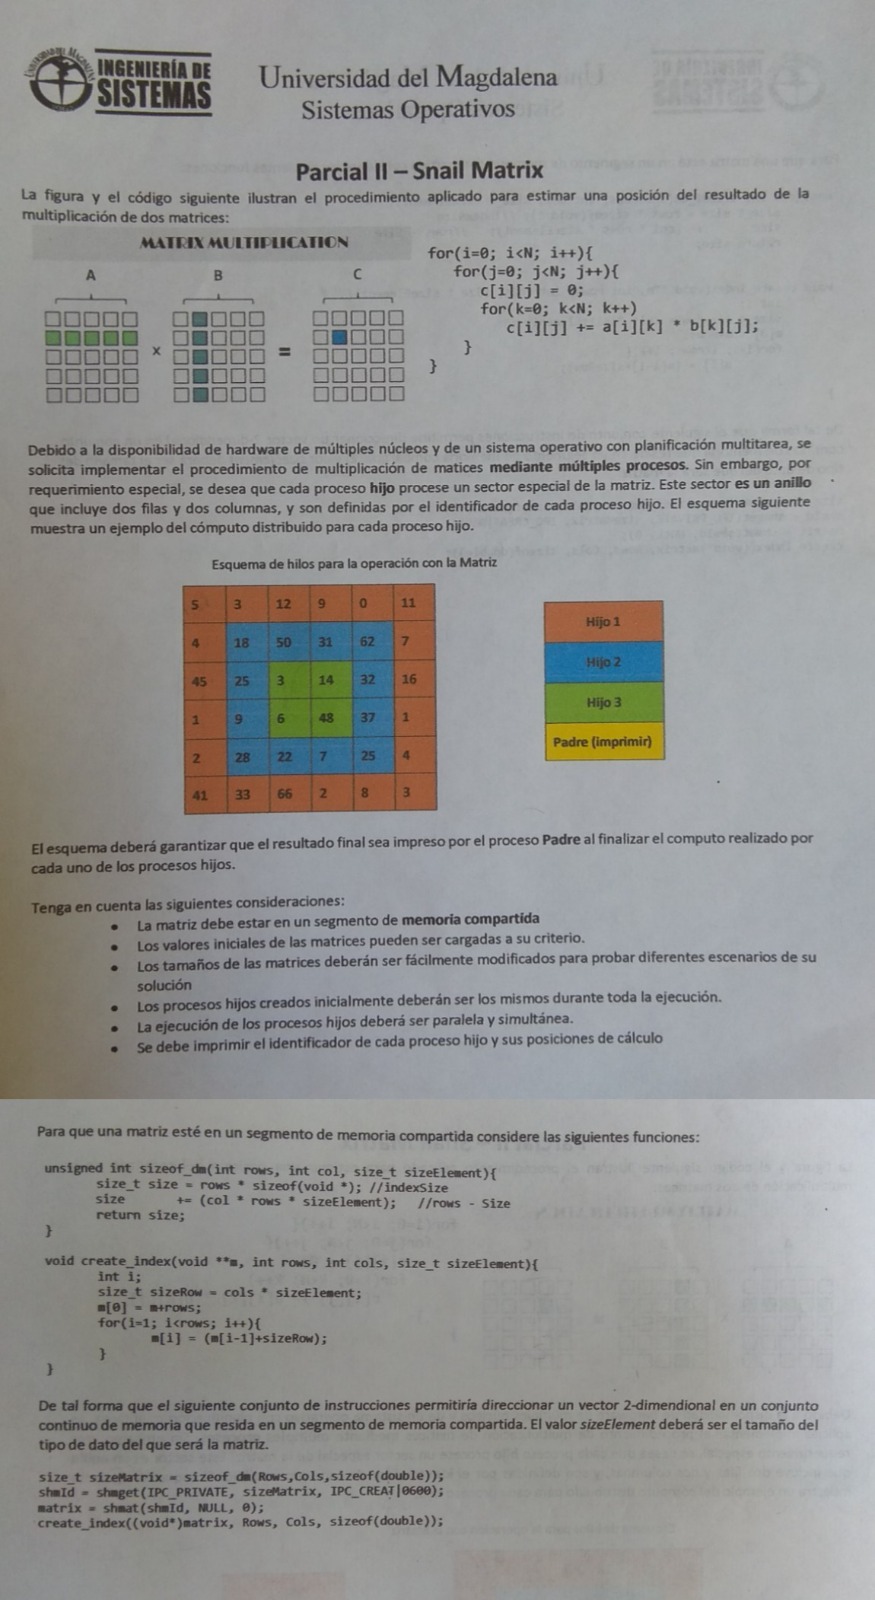 INGENIERÍA DE
SISTEMAS
Universidad del Magdalena
Sistemas Operativos
Parcial II – Snail Matrix
La figura y el código siguiente ilustran el procedimiento aplicado para estimar una posición del resultado de la
multiplicación de dos matrices:
MATRIX MULTIPLICATION
A B C
x =
for(i=0; i<N; i++){
for(j=0; j<N; j++){
c[i][j] = 0;
for(k=0; k<N; k++)
c[i][j] += a[i][k] * b[k][j];
}
}
Debido a la disponibilidad de hardware de múltiples núcleos y de un sistema operativo con planificación multitarea, se
solicita implementar el procedimiento de multiplicación de matices mediante múltiples procesos. Sin embargo, por
requerimiento especial, se desea que cada proceso hijo procese un sector especial de la matriz. Este sector es un anillo
que incluye dos filas y dos columnas, y son definidas por el identificador de cada proceso hijo. El esquema siguiente
muestra un ejemplo del cómputo distribuido para cada proceso hijo.
Esquema de hilos para la operación con la Matriz
5 3 12 9 0 11
4 18 50 31 62 7
45 25 3 14 32 16
1 9 6 48 37 1
2 28 22 7 25 4
41 33 66 2 8 3
Hijo 1
Hijo 2
Hijo 3
Padre (imprimir)
El esquema deberá garantizar que el resultado final sea impreso por el proceso Padre al finalizar el computo realizado por
cada uno de los procesos hijos.
Tenga en cuenta las siguientes consideraciones:
• La matriz debe estar en un segmento de memoria compartida
• Los valores iniciales de las matrices pueden ser cargadas a su criterio.
• Los tamaños de las matrices deberán ser fácilmente modificados para probar diferentes escenarios de su
solución
• Los procesos hijos creados inicialmente deberán ser los mismos durante toda la ejecución.
• La ejecución de los procesos hijos deberá ser paralela y simultánea.
• Se debe imprimir el identificador de cada proceso hijo y sus posiciones de cálculo
Para que una matriz esté en un segmento de memoria compartida considere las siguientes funciones:
unsigned int sizeof_dm(int rows, int col, size_t sizeElement){
size_t size = rows * sizeof(void *); //indexSize
size += (col * rows * sizeElement); //rows - Size
return size;
}
void create_index(void **m, int rows, int cols, size_t sizeElement){
int i;
size_t sizeRow = cols * sizeElement;
m[0] = m+rows;
for(i=1; i<rows; i++){
m[i] = (m[i-1]+sizeRow);
}
}
De tal forma que el siguiente conjunto de instrucciones permitiría direccionar un vector 2-dimendional en un conjunto
continuo de memoria que resida en un segmento de memoria compartida. El valor sizeElement deberá ser el tamaño del
tipo de dato del que será la matriz.
size_t sizeMatrix = sizeof_dm(Rows,Cols,sizeof(double));
shmId = shmget(IPC_PRIVATE, sizeMatrix, IPC_CREAT|0600);
matrix = shmat(shmId, NULL, 0);
create_index((void*)matrix, Rows, Cols, sizeof(double));